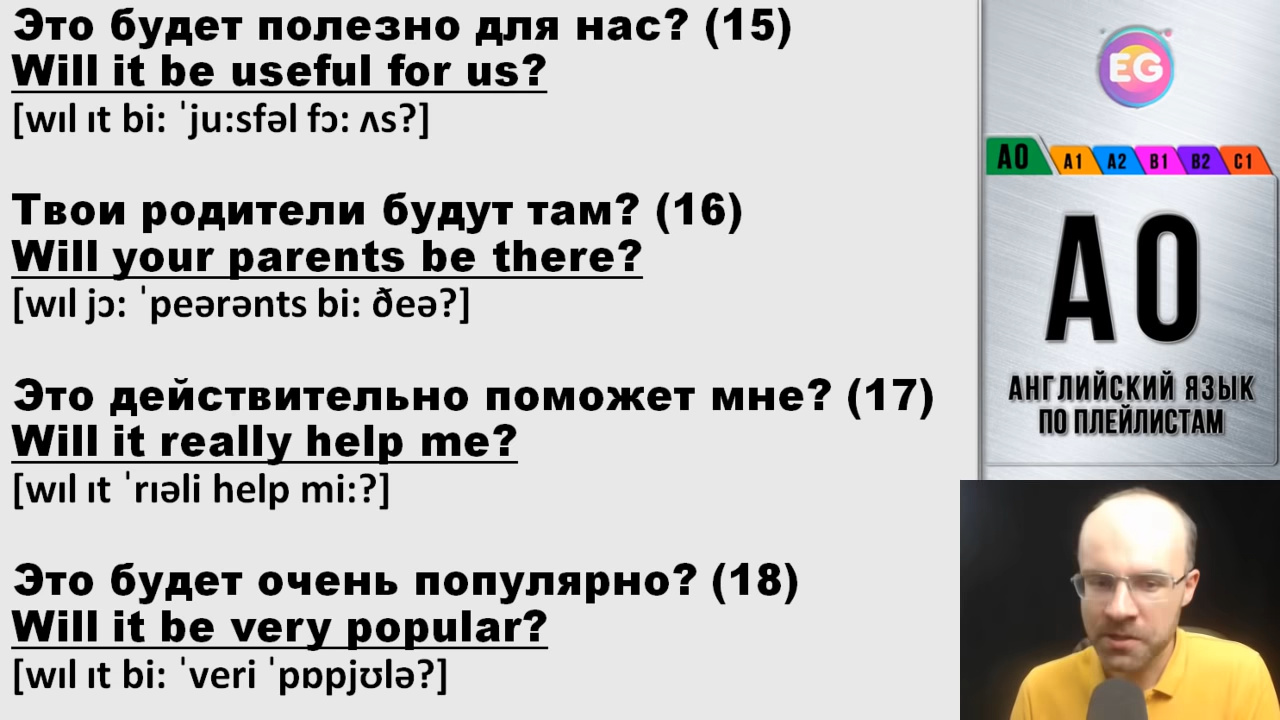 Это будет полезно для нас? (15)
Will it be useful for us?
[wɪl ɪt bi: ˈju:sfəl fɔ: ʌs?]
Твои родители будут там? (16)
Will your parents be there?
[wɪl jɔ: ˈpeərənts bi: ðeə?]
Это действительно поможет мне? (17)
Will it really help me?
[wɪl ɪt ˈrɪəli help mi:?]
Это будет очень популярно? (18)
Will it be very popular?
[wɪl ɪt bi: ˈveri ˈpɒpjʊlə?]
EG
A0 A1 A2 B1 B2 C1
A0
АНГЛИЙСКИЙ ЯЗЫК
ПО ПЛЕЙЛИСТАМ